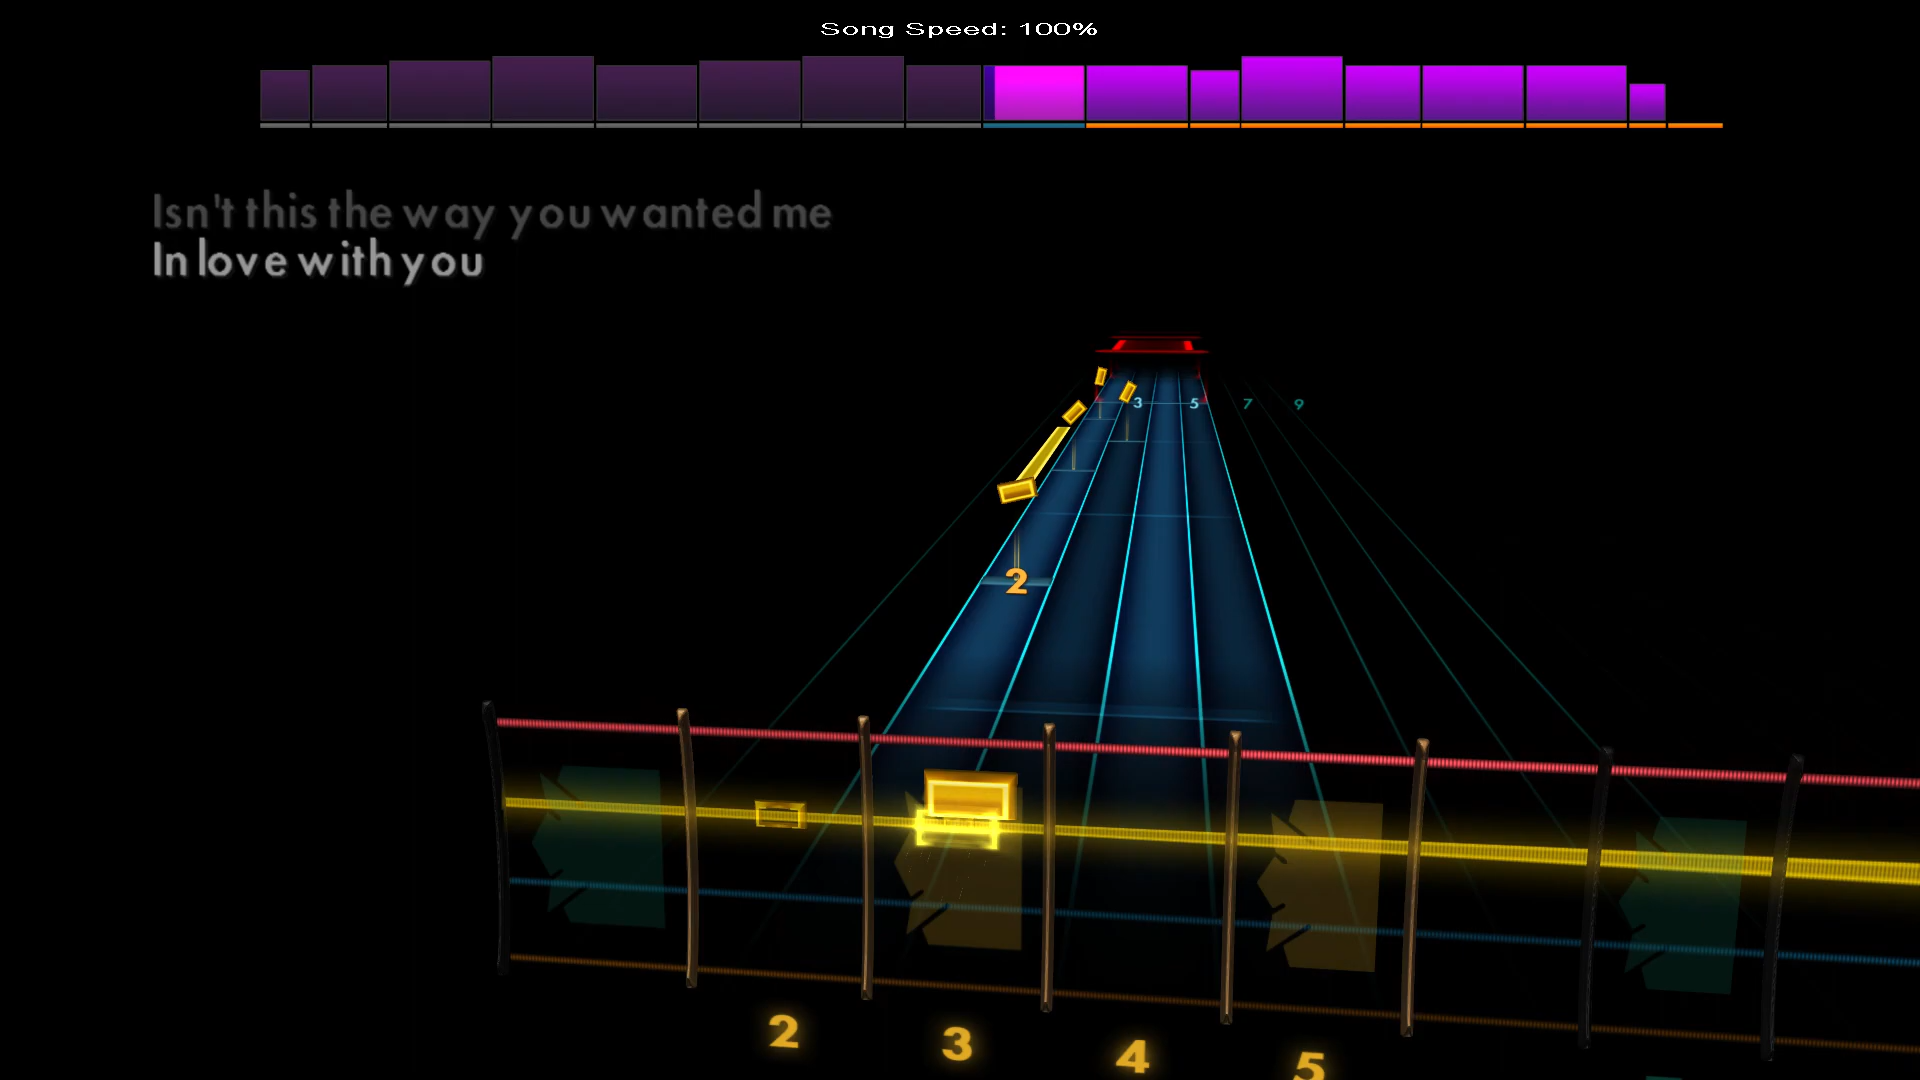 Song Speed: 100%
Isn't this the way you wanted me
In love with you
3 5 7 9
2
2 3 4 5